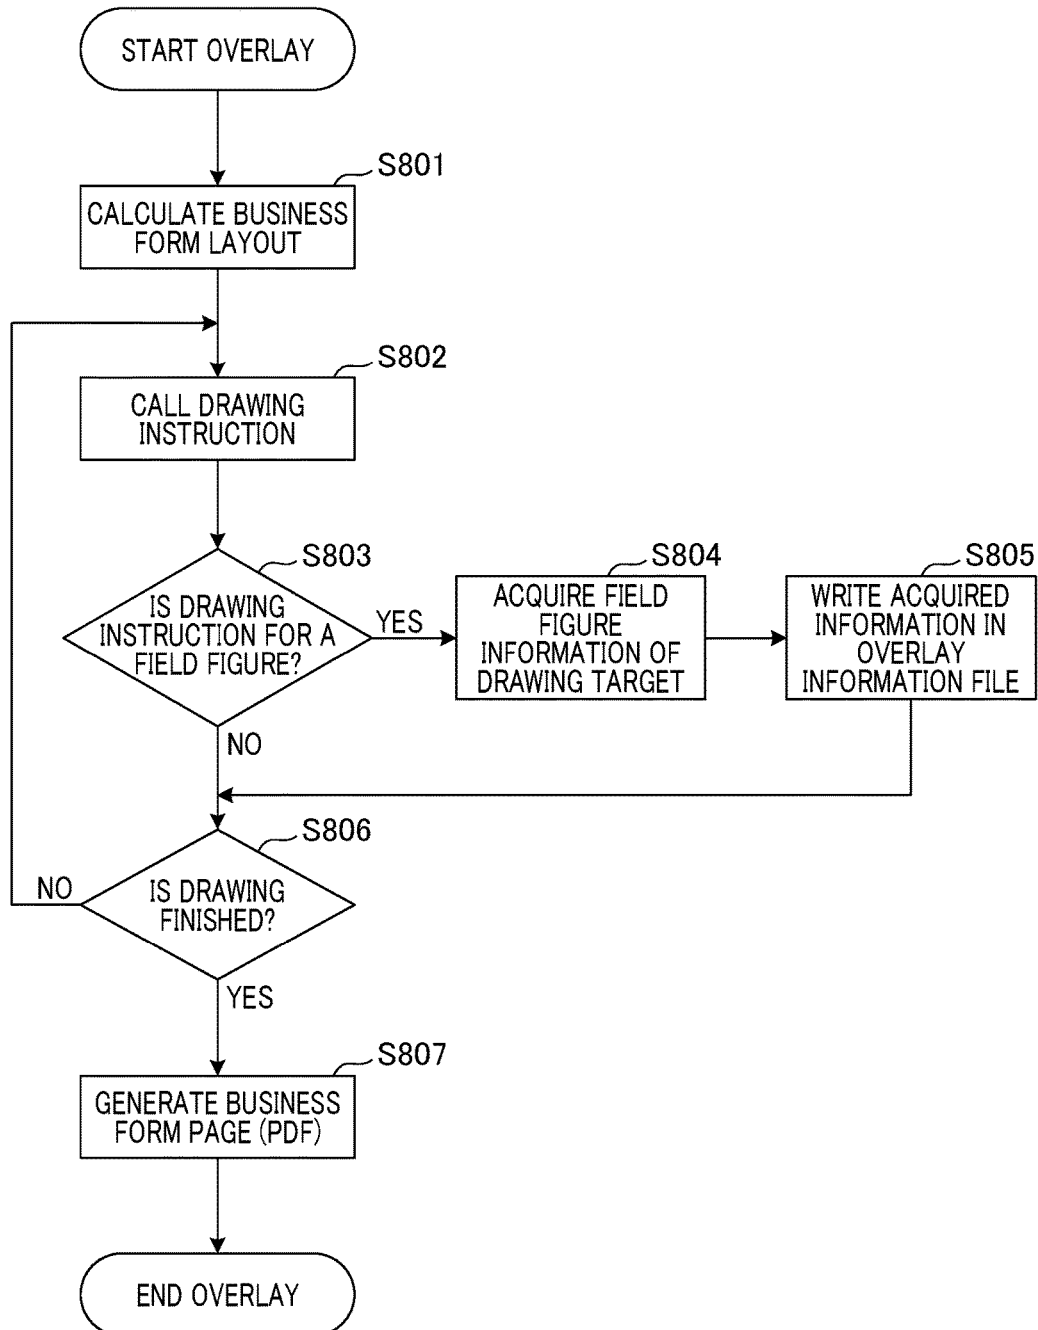 START OVERLAY
S801
CALCULATE BUSINESS
FORM LAYOUT
S802
CALL DRAWING
INSTRUCTION
S803
IS DRAWING
INSTRUCTION FOR A
FIELD FIGURE?
YES
NO
S804
ACQUIRE FIELD
FIGURE
INFORMATION OF
DRAWING TARGET
S805
WRITE ACQUIRED
INFORMATION IN
OVERLAY
INFORMATION FILE
S806
IS DRAWING
FINISHED?
NO
YES
S807
GENERATE BUSINESS
FORM PAGE (PDF)
END OVERLAY